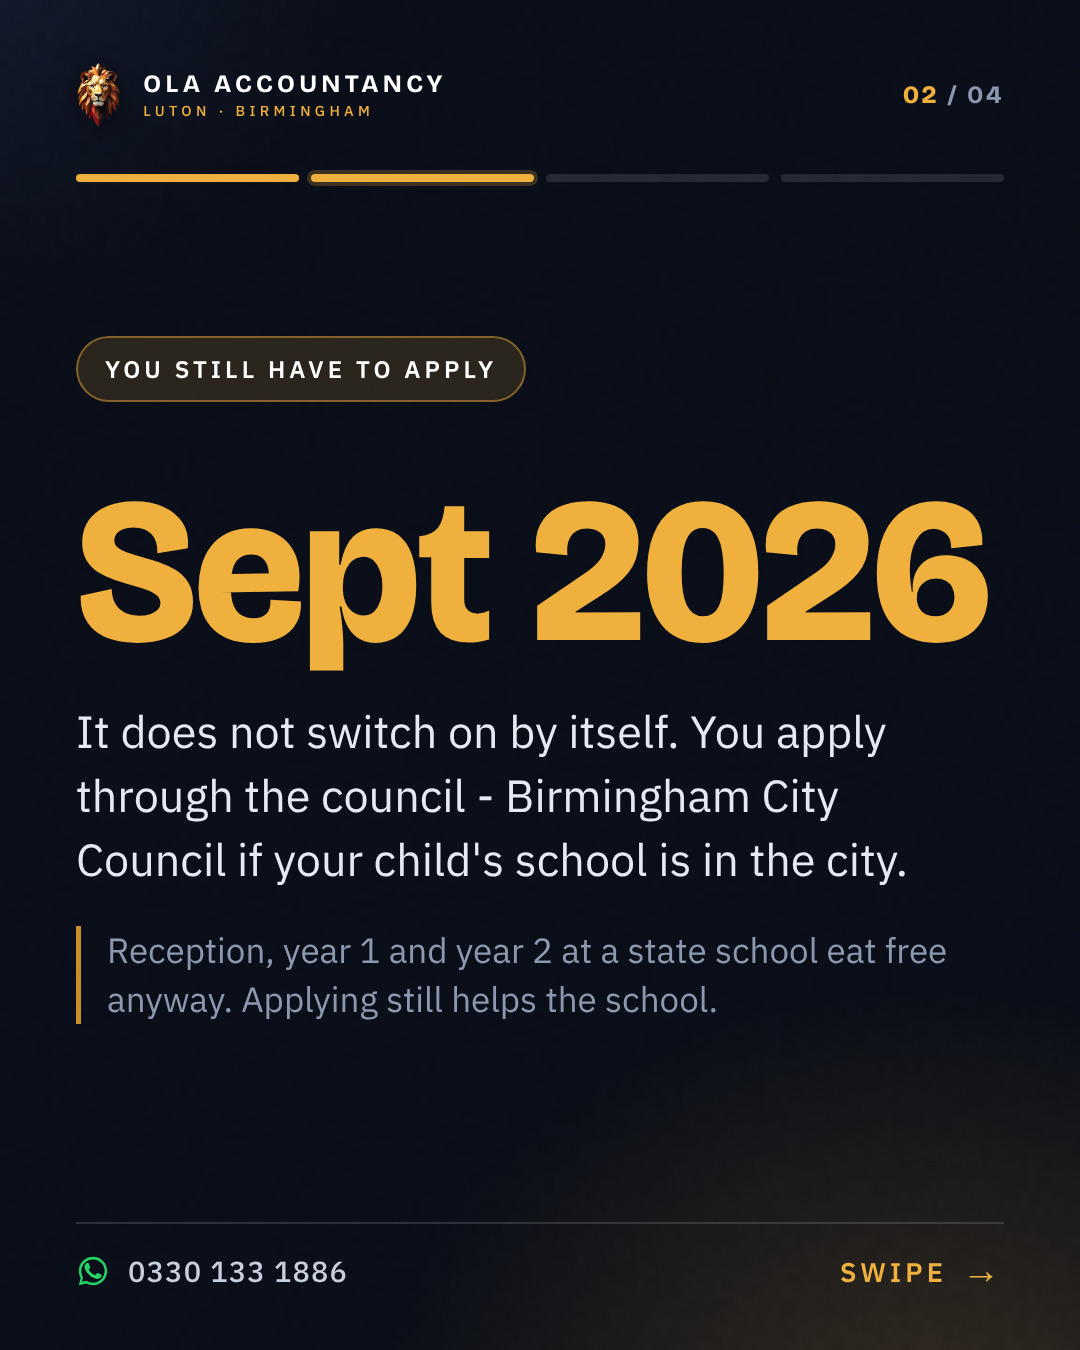 OLA ACCOUNTANCY
LUTON · BIRMINGHAM
02 / 04
YOU STILL HAVE TO APPLY
Sept 2026
It does not switch on by itself. You apply
through the council - Birmingham City
Council if your child's school is in the city.
Reception, year 1 and year 2 at a state school eat free
anyway. Applying still helps the school.
0330 133 1886
SWIPE →